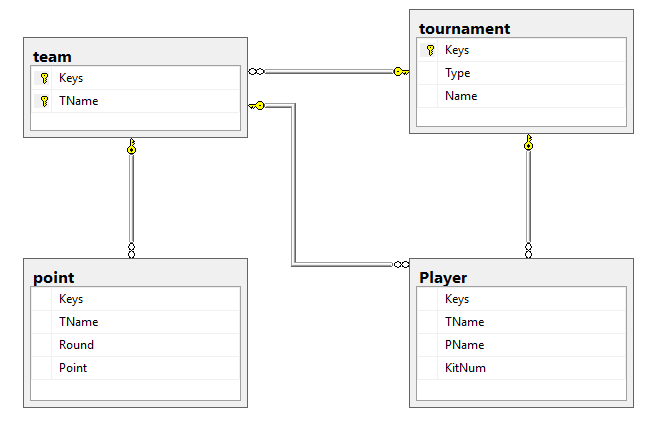 team
Keys
TName
tournament
Keys
Type
Name
point
Keys
TName
Round
Point
Player
Keys
TName
PName
KitNum